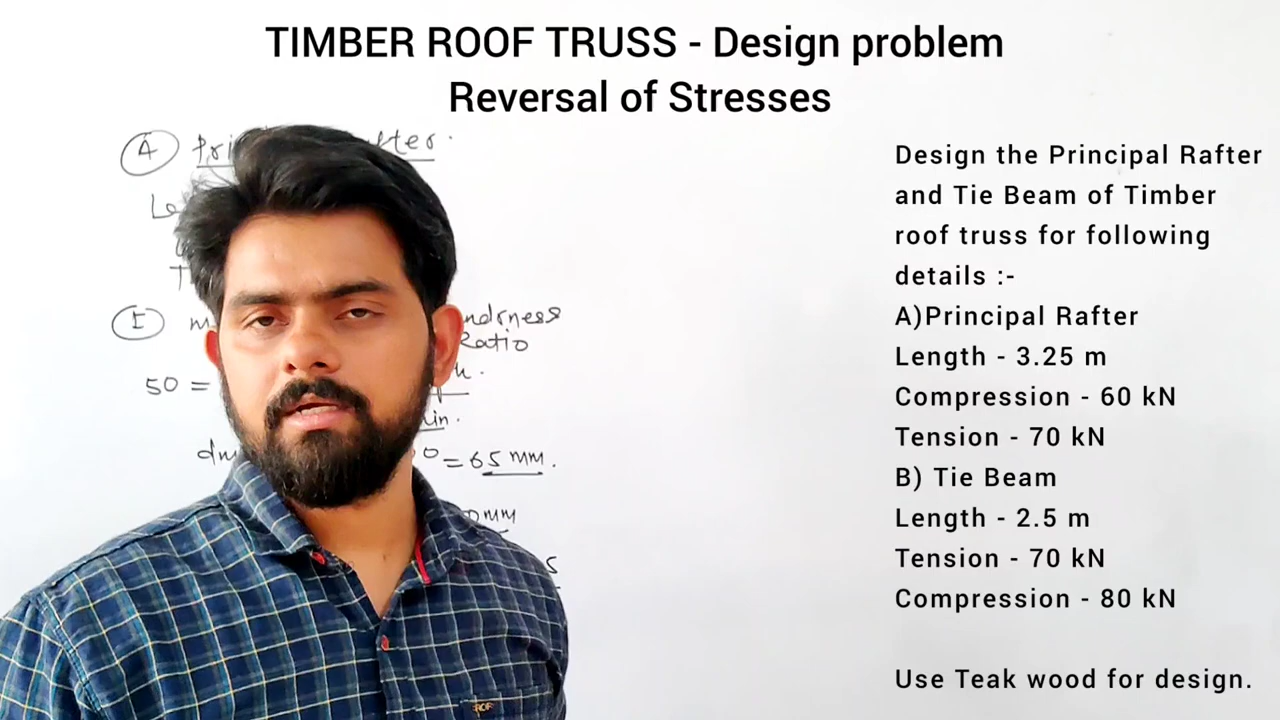 TIMBER ROOF TRUSS - Design problem
Reversal of Stresses
Design the Principal Rafter
and Tie Beam of Timber
roof truss for following
details :-
A)Principal Rafter
Length - 3.25 m
Compression - 60 kN
Tension - 70 kN
B) Tie Beam
Length - 2.5 m
Tension - 70 kN
Compression - 80 kN
Use Teak wood for design.
A
I
Ratio
50 =
= 65 mm.